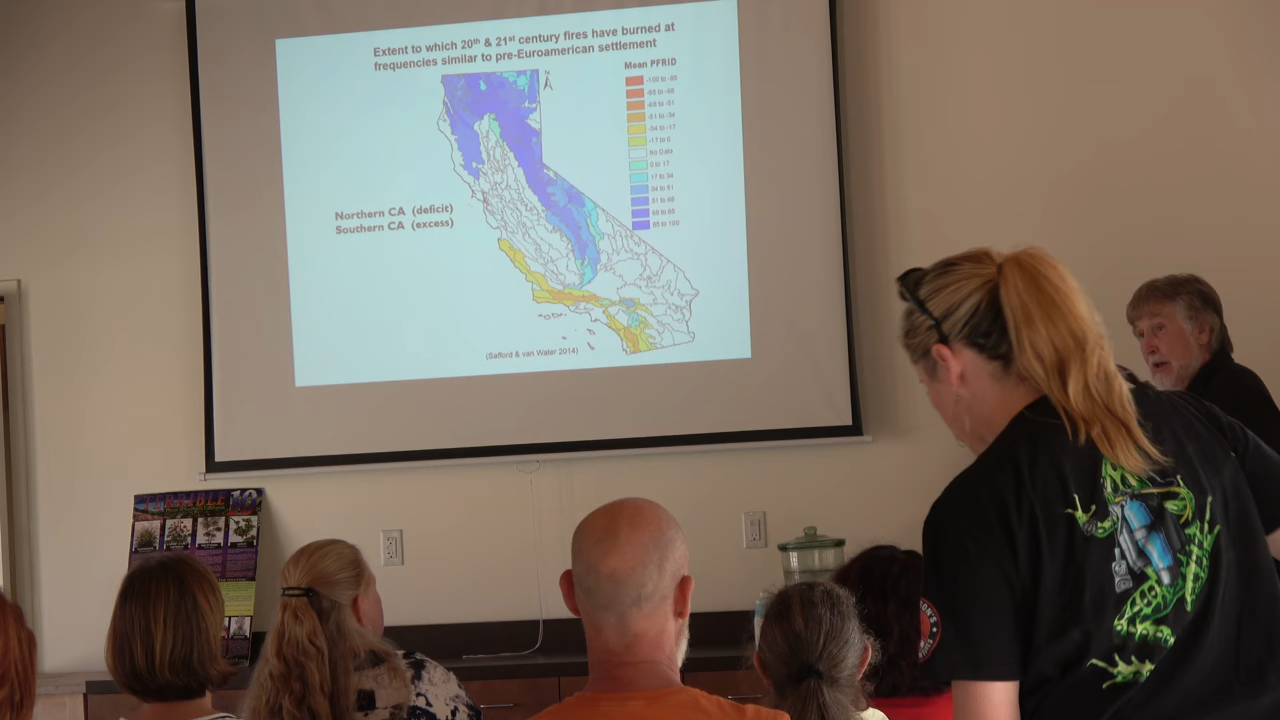 Extent to which 20th & 21st century fires have burned at
frequencies similar to pre-Euroamerican settlement
Mean PFRID
N
-100 to -85
-85 to -68
-68 to -51
-51 to -34
-34 to -17
-17 to 0
No Data
0 to 17
17 to 34
34 to 51
51 to 68
68 to 85
85 to 100
Northern CA (deficit)
Southern CA (excess)
(Safford & van Water 2014)
TERRIBLE 10